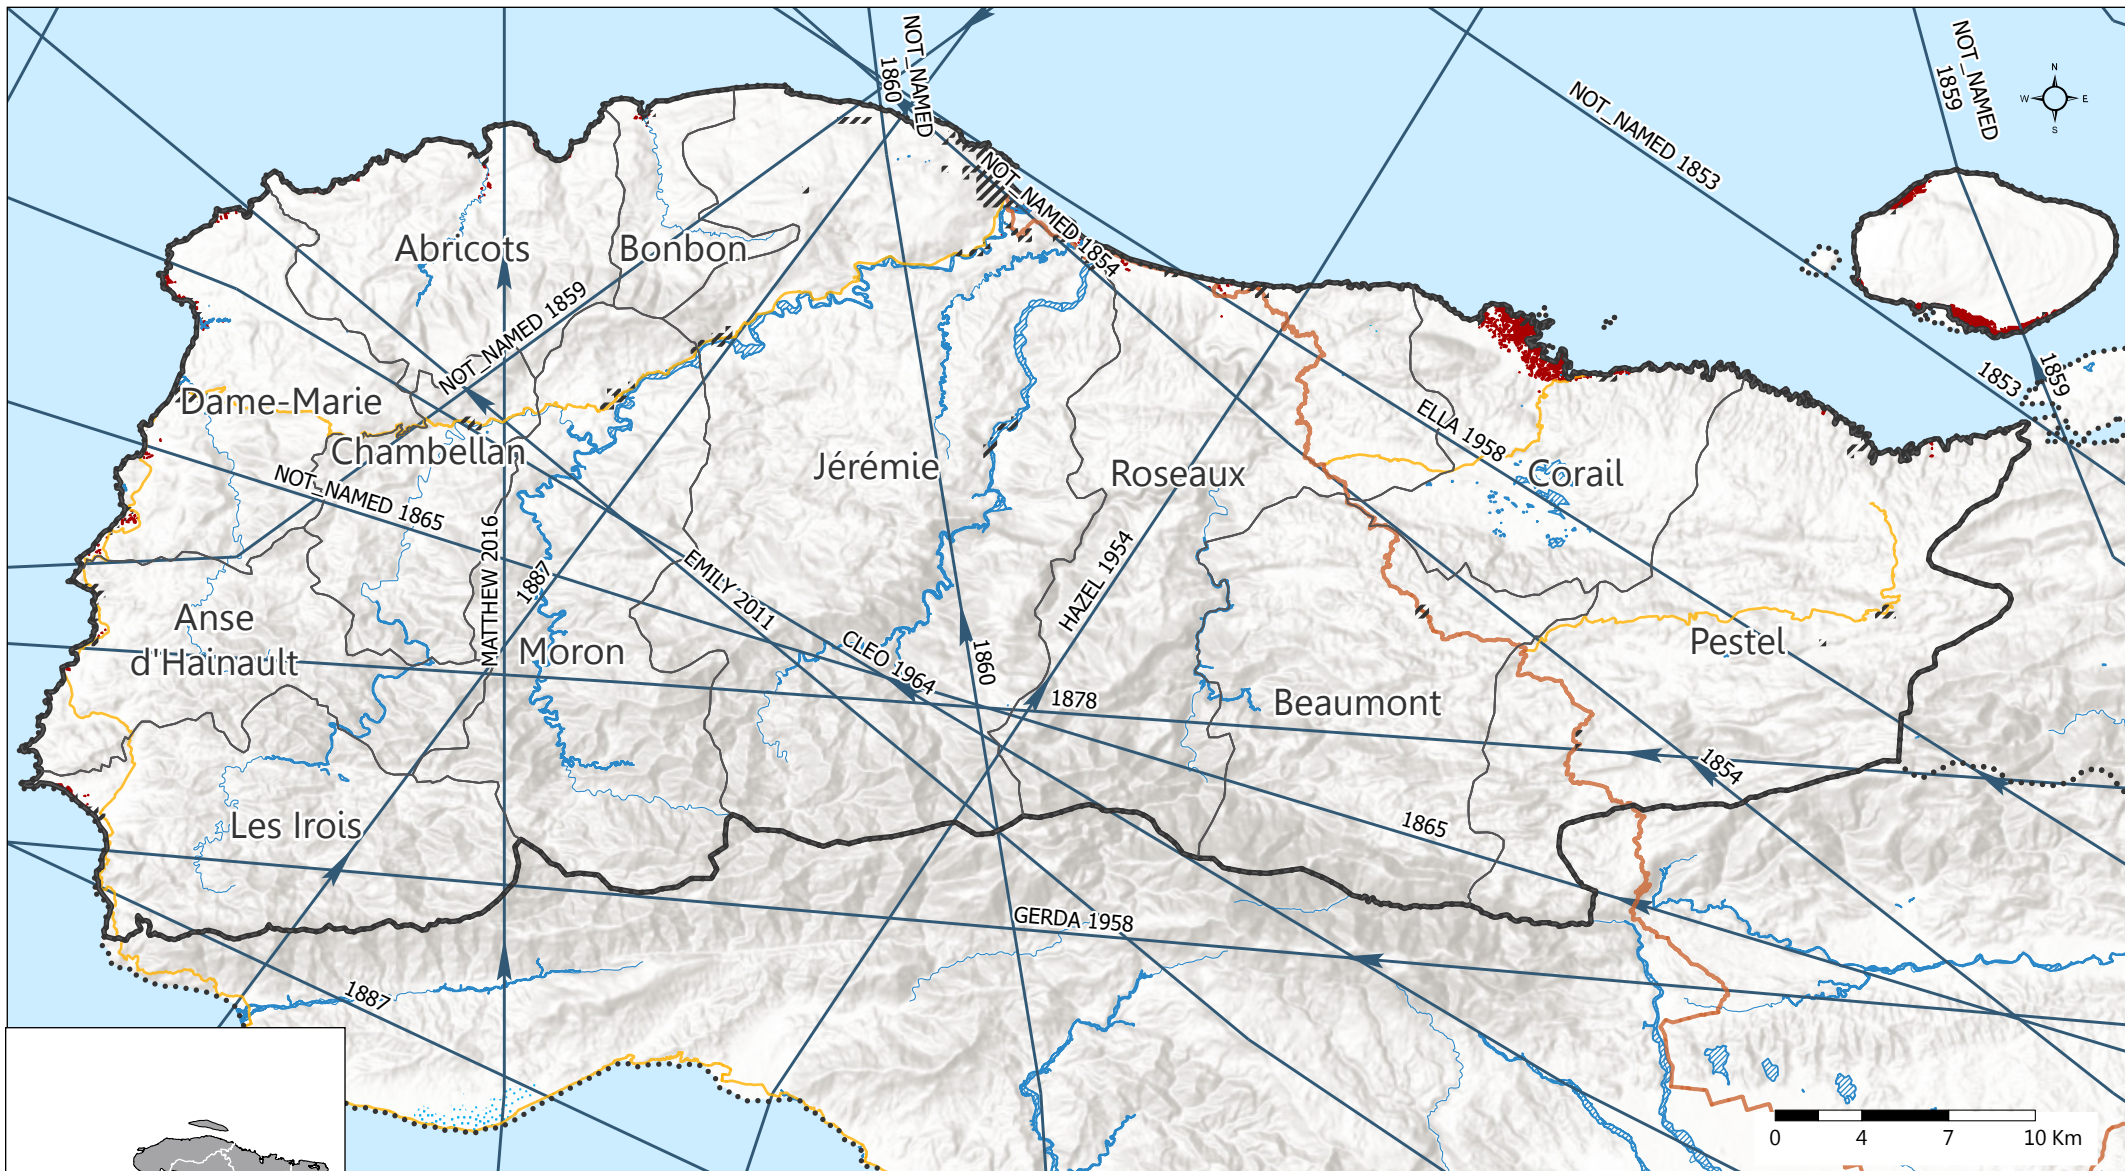 NOT_NAMED
1860
NOT_NAMED
1859
N
W
E
S
NOT_NAMED 1853
NOT_NAMED 1854
Abricots
Bonbon
NOT_NAMED 1859
1853
1859
Dame-Marie
Chambellan
ELLA 1958
Jérémie
Roseaux
Corail
NOT_NAMED 1865
MATTHEW 2016
1887
EMILY 2011
HAZEL 1954
Anse
d'Hainault
Moron
CLEO 1964
1860
Pestel
1878
Beaumont
1854
Les Irois
1865
GERDA 1958
1887
0
4
7
10 Km